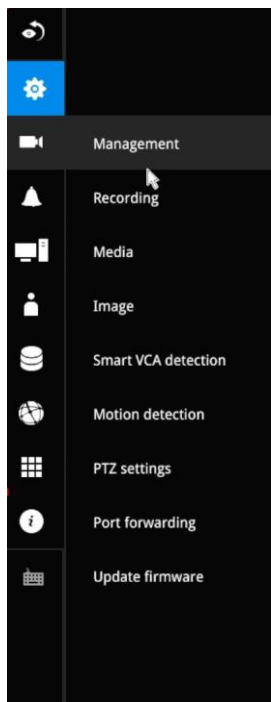 Management
Recording
Media
Image
Smart VCA detection
Motion detection
PTZ settings
Port forwarding
Update firmware